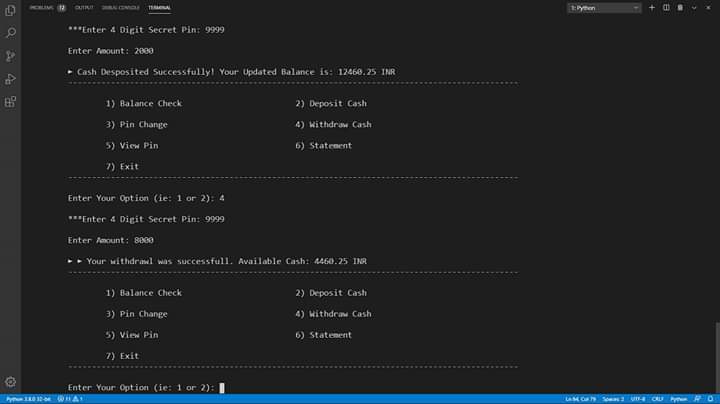 PROBLEMS 12 OUTPUT DEBUG CONSOLE TERMINAL 1: Python
***Enter 4 Digit Secret Pin: 9999
Enter Amount: 2000
► Cash Desposited Successfully! Your Updated Balance is: 12460.25 INR
------------------------------------------------------------------------------------------------
1) Balance Check 2) Deposit Cash
3) Pin Change 4) Withdraw Cash
5) View Pin 6) Statement
7) Exit
------------------------------------------------------------------------------------------------
Enter Your Option (ie: 1 or 2): 4
***Enter 4 Digit Secret Pin: 9999
Enter Amount: 8000
► ► Your withdrawl was successfull. Available Cash: 4460.25 INR
------------------------------------------------------------------------------------------------
1) Balance Check 2) Deposit Cash
3) Pin Change 4) Withdraw Cash
5) View Pin 6) Statement
7) Exit
------------------------------------------------------------------------------------------------
Enter Your Option (ie: 1 or 2):
Python 3.8.0 32-bit 11 1 Ln 94, Col 79 Spaces: 2 UTF-8 CRLF Python